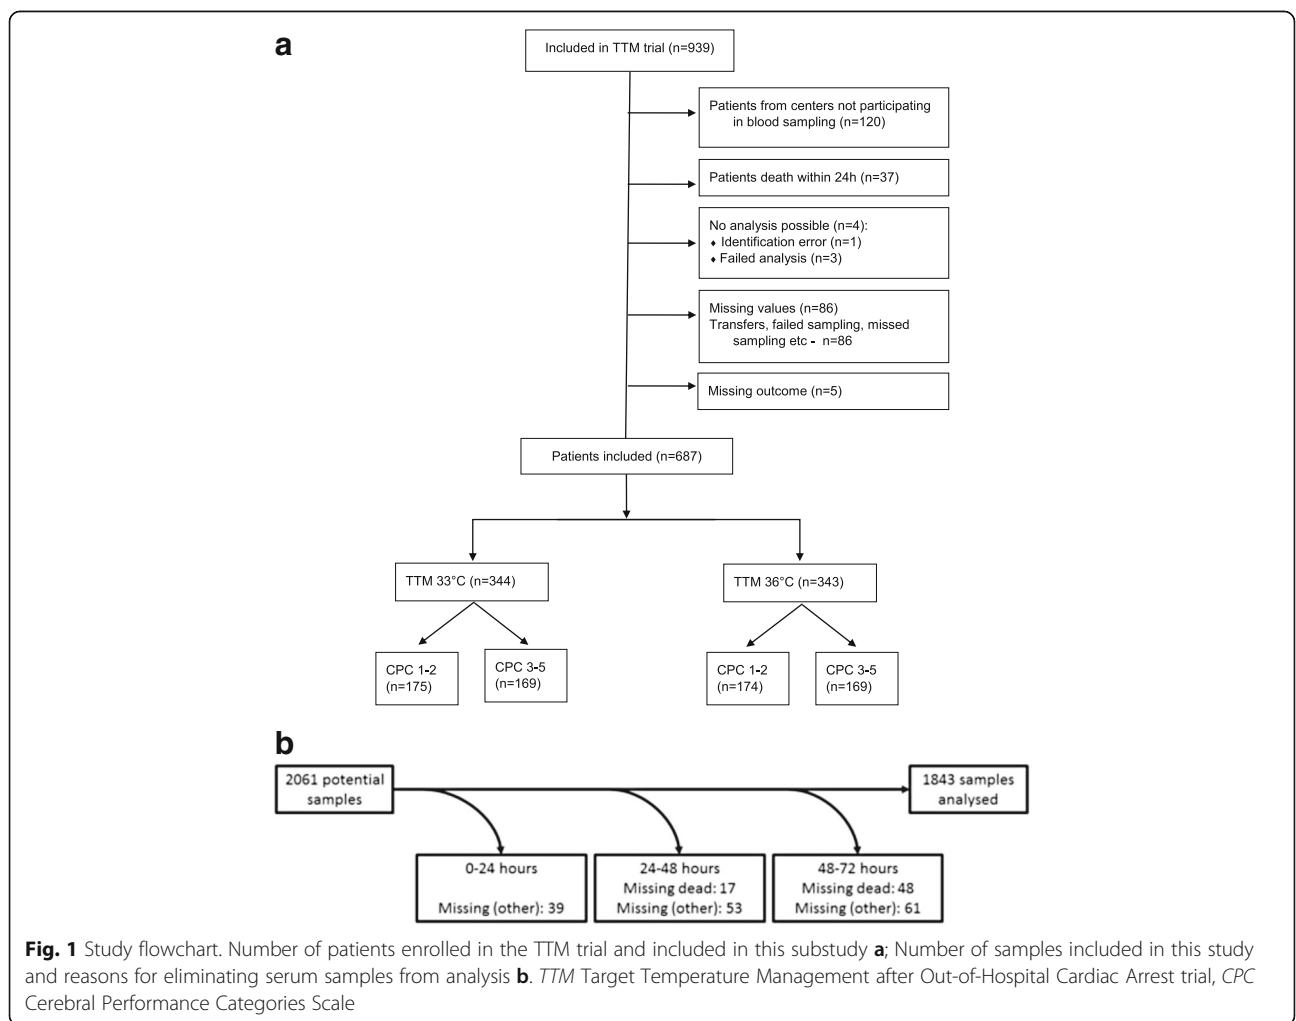 a
Included in TTM trial (n=939)
Patients from centers not participating
in blood sampling (n=120)
Patients death within 24h (n=37)
No analysis possible (n=4):
♦ Identification error (n=1)
♦ Failed analysis (n=3)
Missing values (n=86)
Transfers, failed sampling, missed
sampling etc - n=86
Missing outcome (n=5)
Patients included (n=687)
TTM 33°C (n=344)
TTM 36°C (n=343)
CPC 1-2
(n=175)
CPC 3-5
(n=169)
CPC 1-2
(n=174)
CPC 3-5
(n=169)
b
2061 potential
samples
1843 samples
analysed
0-24 hours
Missing (other): 39
24-48 hours
Missing dead: 17
Missing (other): 53
48-72 hours
Missing dead: 48
Missing (other): 61
Fig. 1 Study flowchart. Number of patients enrolled in the TTM trial and included in this substudy a; Number of samples included in this study
and reasons for eliminating serum samples from analysis b. TTM Target Temperature Management after Out-of-Hospital Cardiac Arrest trial, CPC
Cerebral Performance Categories Scale